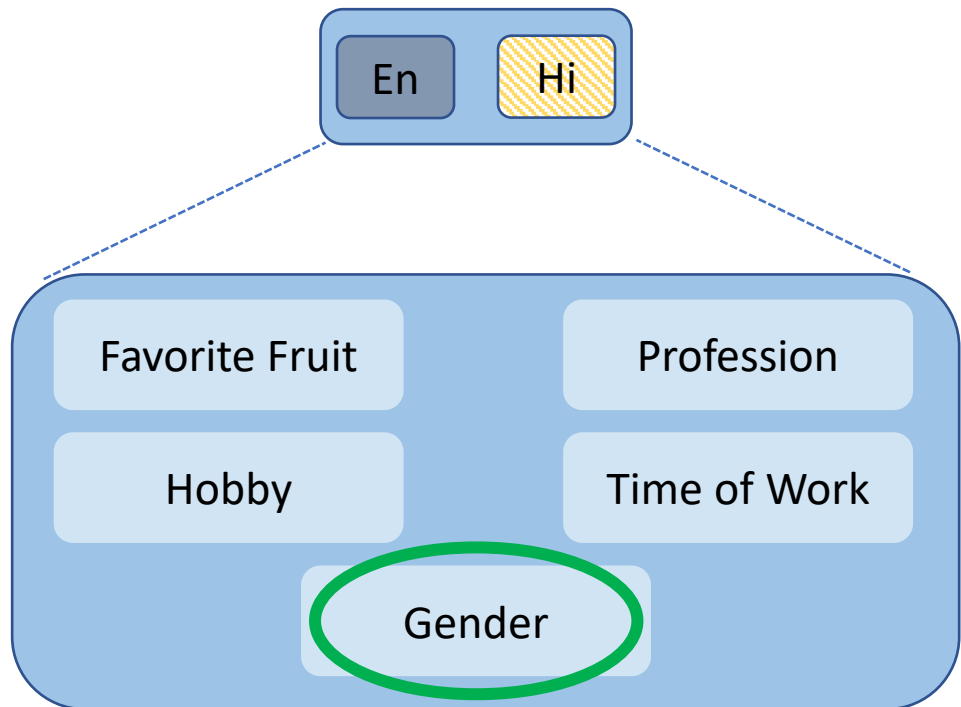 En
Hi
Favorite Fruit
Profession
Hobby
Time of Work
Gender